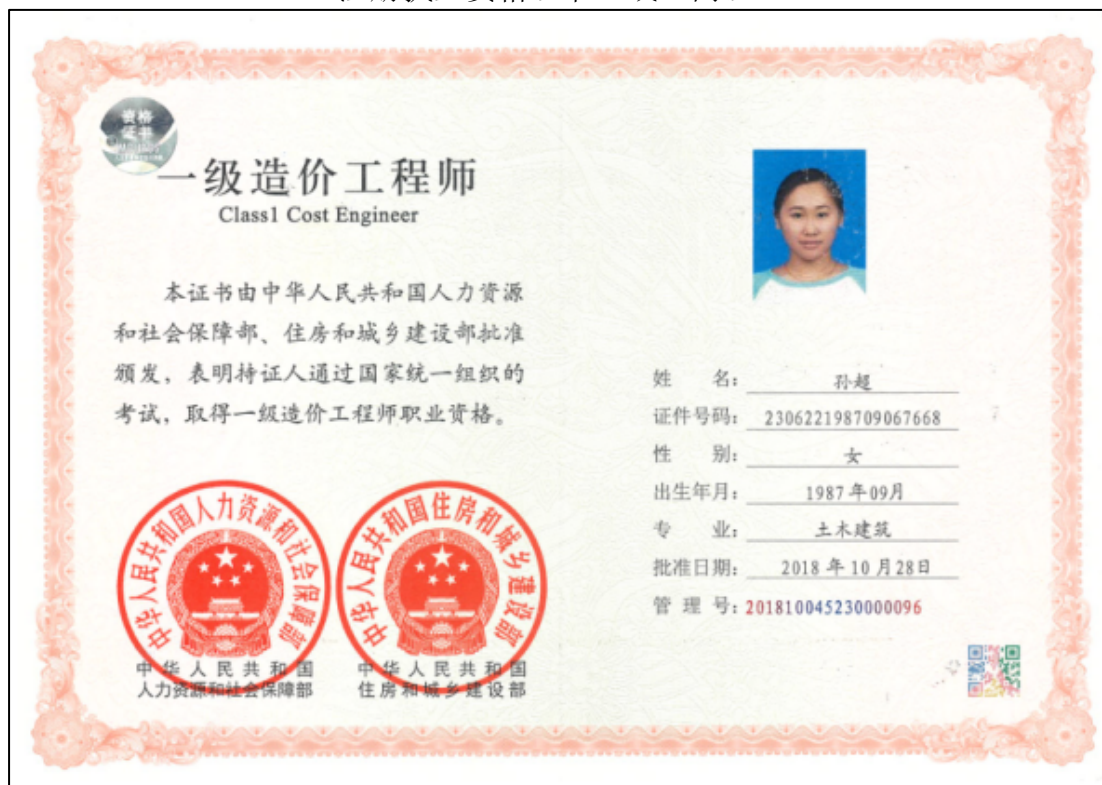 资格
证书
一级造价工程师
Class1 Cost Engineer
本证书由中华人民共和国人力资源
和社会保障部、住房和城乡建设部批准
颁发，表明持证人通过国家统一组织的
考试，取得一级造价工程师职业资格。
中华人民共和国人力资源和社会保障部
中华人民共和国住房和城乡建设部
中华人民共和国
人力资源和社会保障部
中华人民共和国
住房和城乡建设部
姓 名：孙超
证件号码：230622198709067668
性 别：女
出生年月：1987年09月
专 业：土木建筑
批准日期：2018年10月28日
管 理 号：201810045230000096